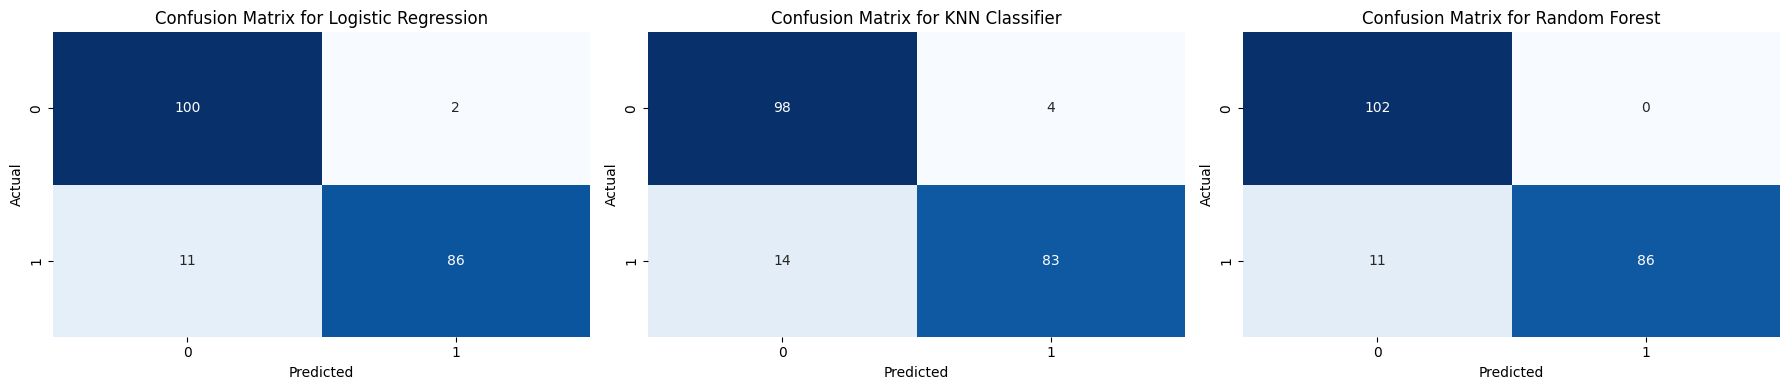 Confusion Matrix for Logistic Regression
0
100
2
Actual
1
11
86
0
1
Predicted
Confusion Matrix for KNN Classifier
0
98
4
Actual
1
14
83
0
1
Predicted
Confusion Matrix for Random Forest
0
102
0
Actual
1
11
86
0
1
Predicted